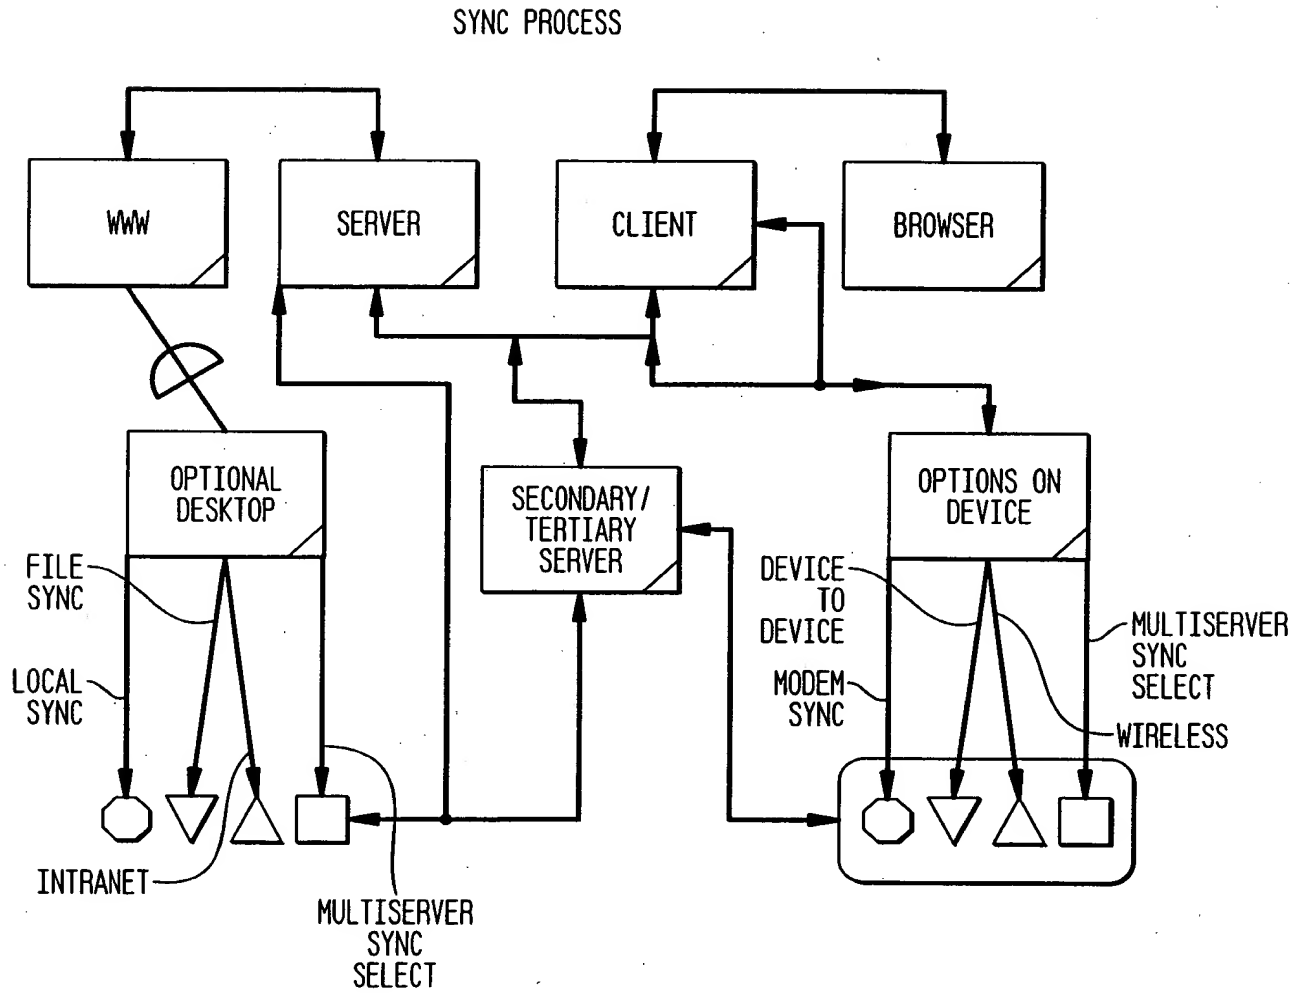 SYNC PROCESS
WWW
SERVER
CLIENT
BROWSER
OPTIONAL
DESKTOP
SECONDARY/
TERTIARY
SERVER
OPTIONS ON
DEVICE
FILE
SYNC
LOCAL
SYNC
INTRANET
MULTISERVER
SYNC
SELECT
DEVICE
TO
DEVICE
MODEM
SYNC
MULTISERVER
SYNC
SELECT
WIRELESS